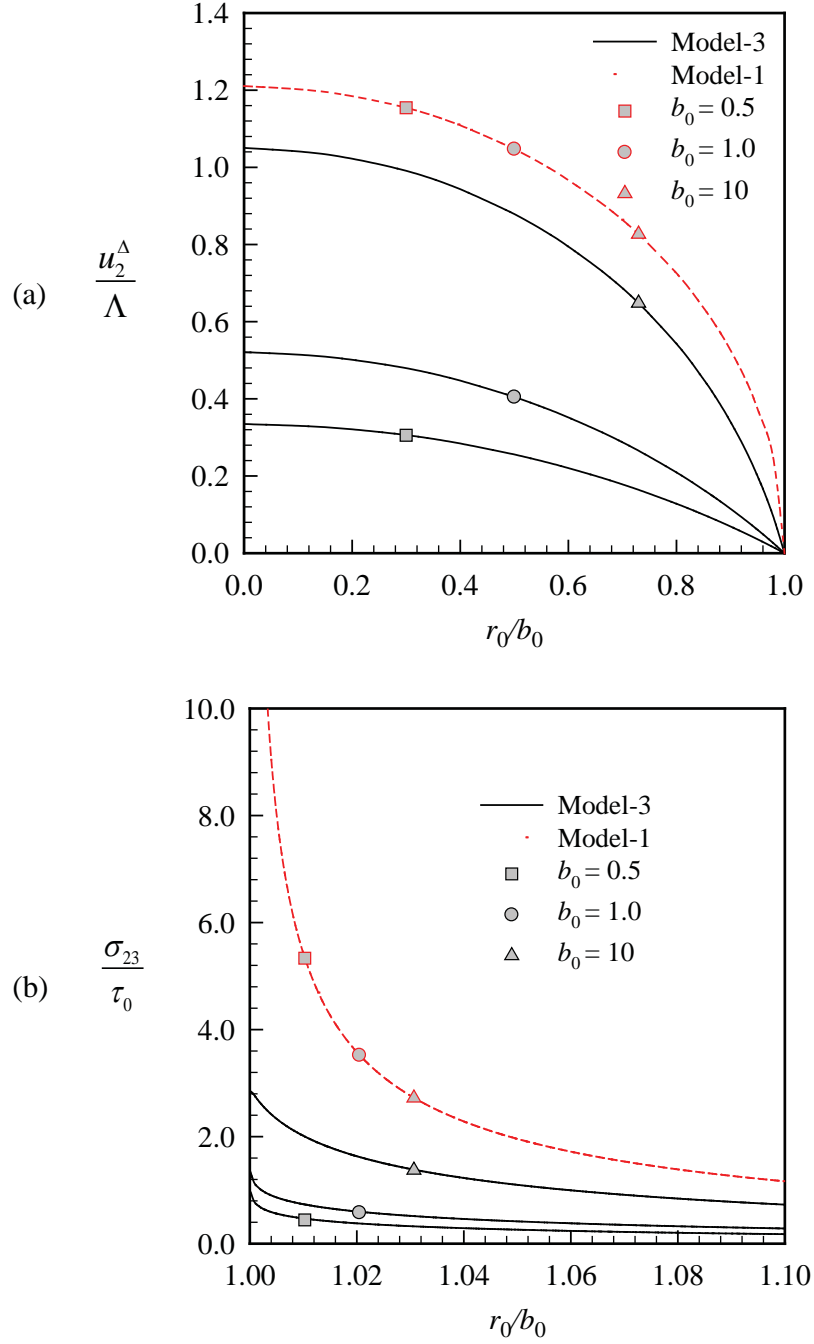 1.4
1.2
1.0
0.8
0.6
0.4
0.2
0.0
0.0 0.2 0.4 0.6 0.8 1.0
r0/b0
(a)
u2Δ
Λ
Model-3
Model-1
b0 = 0.5
b0 = 1.0
b0 = 10
10.0
8.0
6.0
4.0
2.0
0.0
1.00 1.02 1.04 1.06 1.08 1.10
r0/b0
(b)
σ23
τ0
Model-3
Model-1
b0 = 0.5
b0 = 1.0
b0 = 10